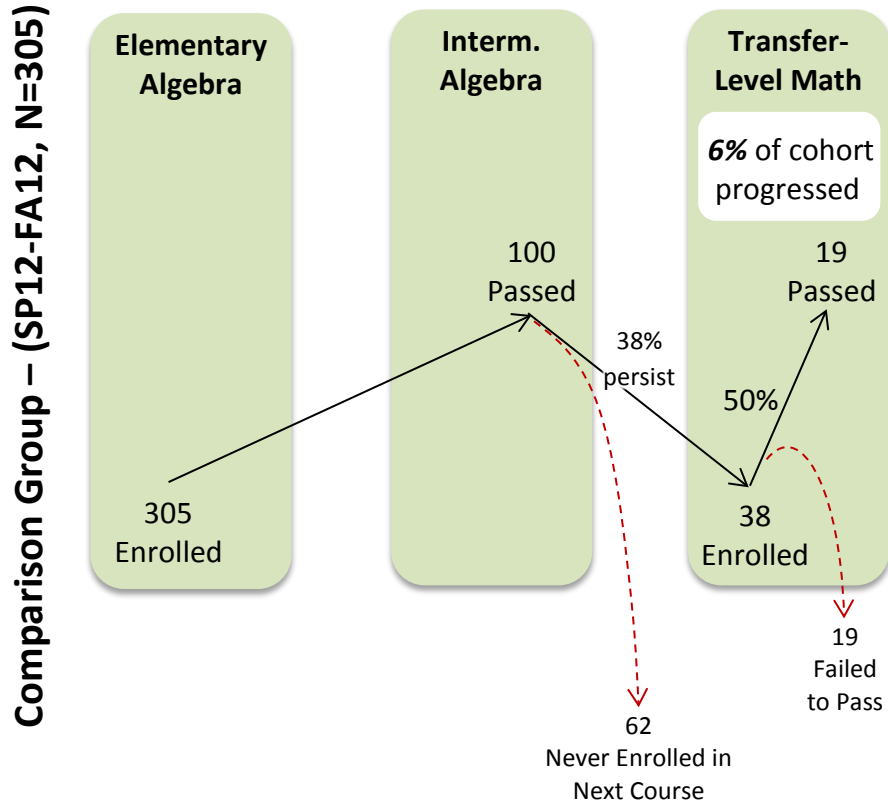 Comparison Group – (SP12-FA12, N=305)
Elementary
Algebra
Interm.
Algebra
Transfer-
Level Math
6% of cohort
progressed
100
Passed
19
Passed
38%
persist
50%
305
Enrolled
38
Enrolled
19
Failed
to Pass
62
Never Enrolled in
Next Course